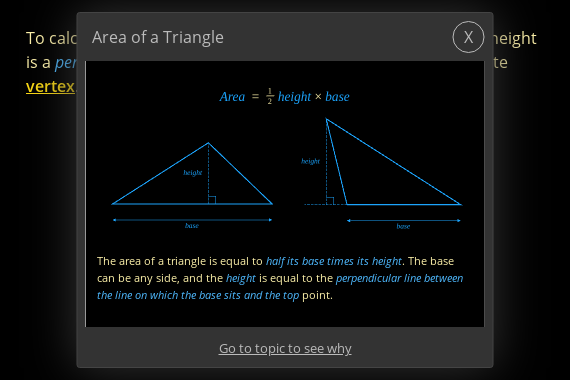 To calc
height
is a per
te
vertex
Area of a Triangle
X
Area = 1/2 height × base
height
height
base
base
The area of a triangle is equal to half its base times its height. The base
can be any side, and the height is equal to the perpendicular line between
the line on which the base sits and the top point.
Go to topic to see why